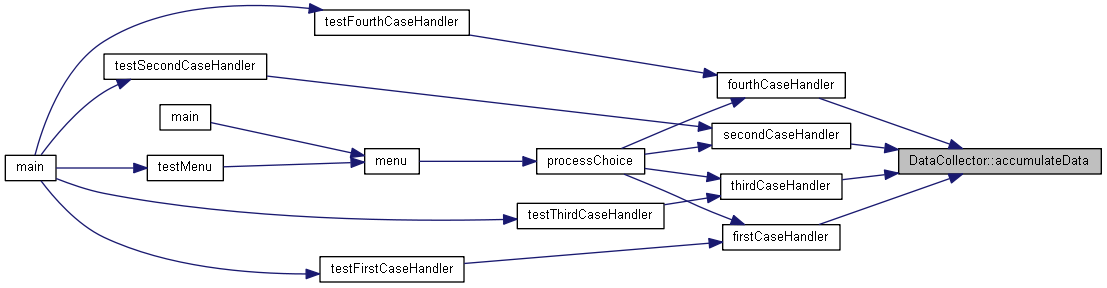 testFourthCaseHandler
testSecondCaseHandler
fourthCaseHandler
main
secondCaseHandler
main
testMenu
menu
processChoice
DataCollector::accumulateData
thirdCaseHandler
testThirdCaseHandler
firstCaseHandler
testFirstCaseHandler